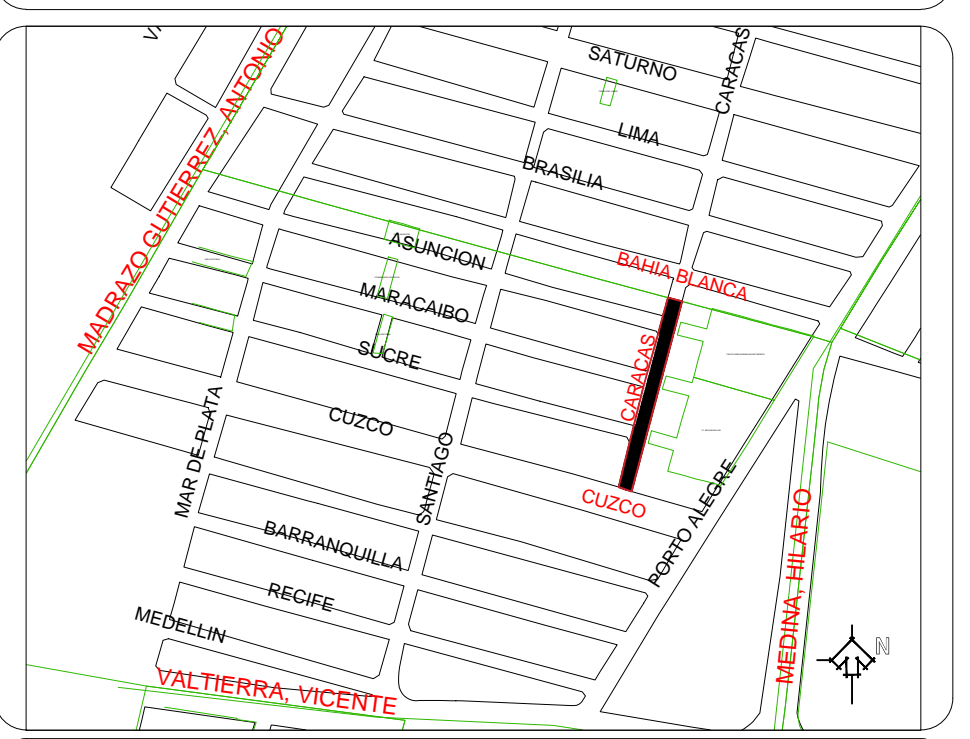 SATURNO
CARACAS
MADRAZO GUTIERREZ, ANTONIO
LIMA
BRASILIA
ASUNCION
BAHIA BLANCA
MARACAIBO
SUCRE
CARACAS
CUZCO
MAR DE PLATA
SANTIAGO
CUZCO
PORTO ALEGRE
BARRANQUILLA
MEDINA, HILARIO
RECIFE
MEDELLIN
N
VALTIERRA, VICENTE